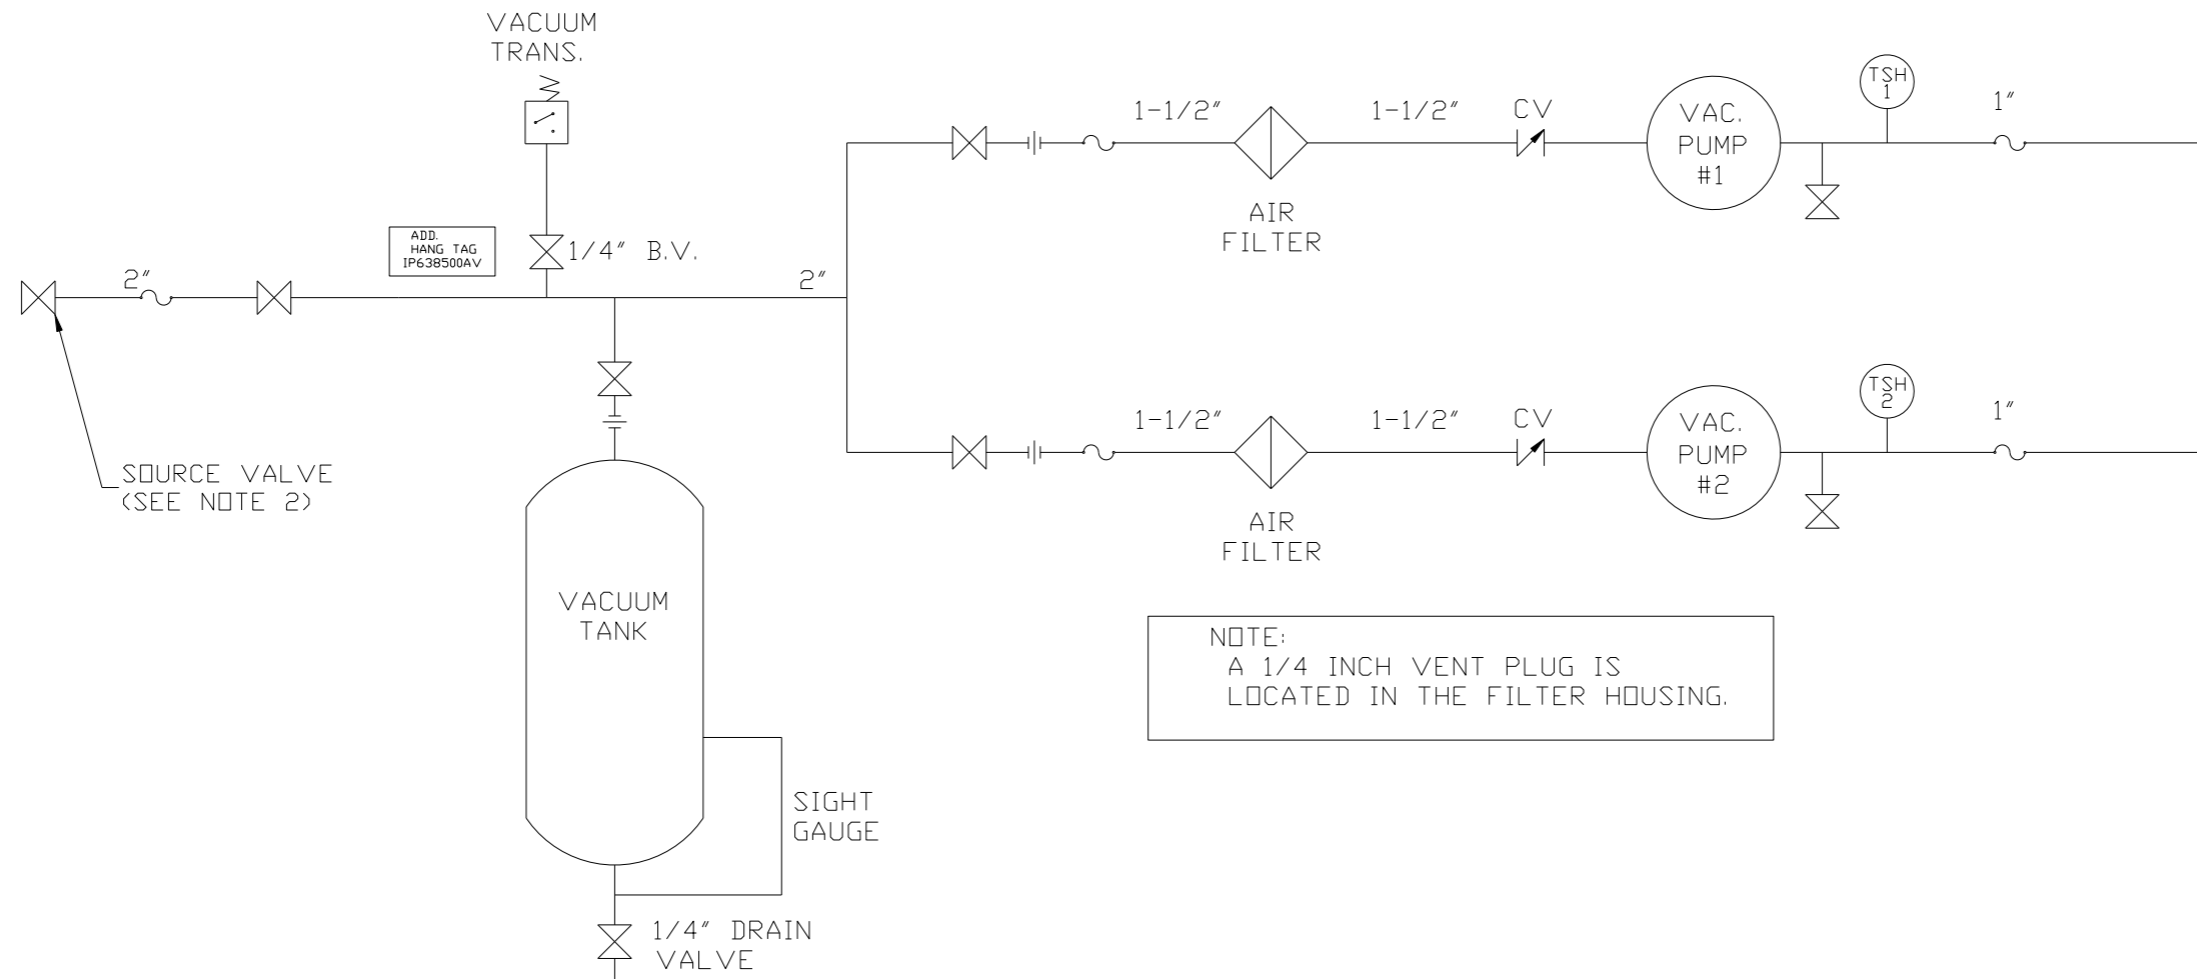 VACUUM
TRANS.
ADD.
HANG TAG
IP638500AV
1/4" B.V.
2"
2"
SOURCE VALVE
(SEE NOTE 2)
1-1/2"
1-1/2"
CV
VAC.
PUMP
#1
TSH
1
1"
AIR
FILTER
1-1/2"
1-1/2"
CV
VAC.
PUMP
#2
TSH
2
1"
AIR
FILTER
VACUUM
TANK
SIGHT
GAUGE
1/4" DRAIN
VALVE
NOTE:
A 1/4 INCH VENT PLUG IS
LOCATED IN THE FILTER HOUSING.